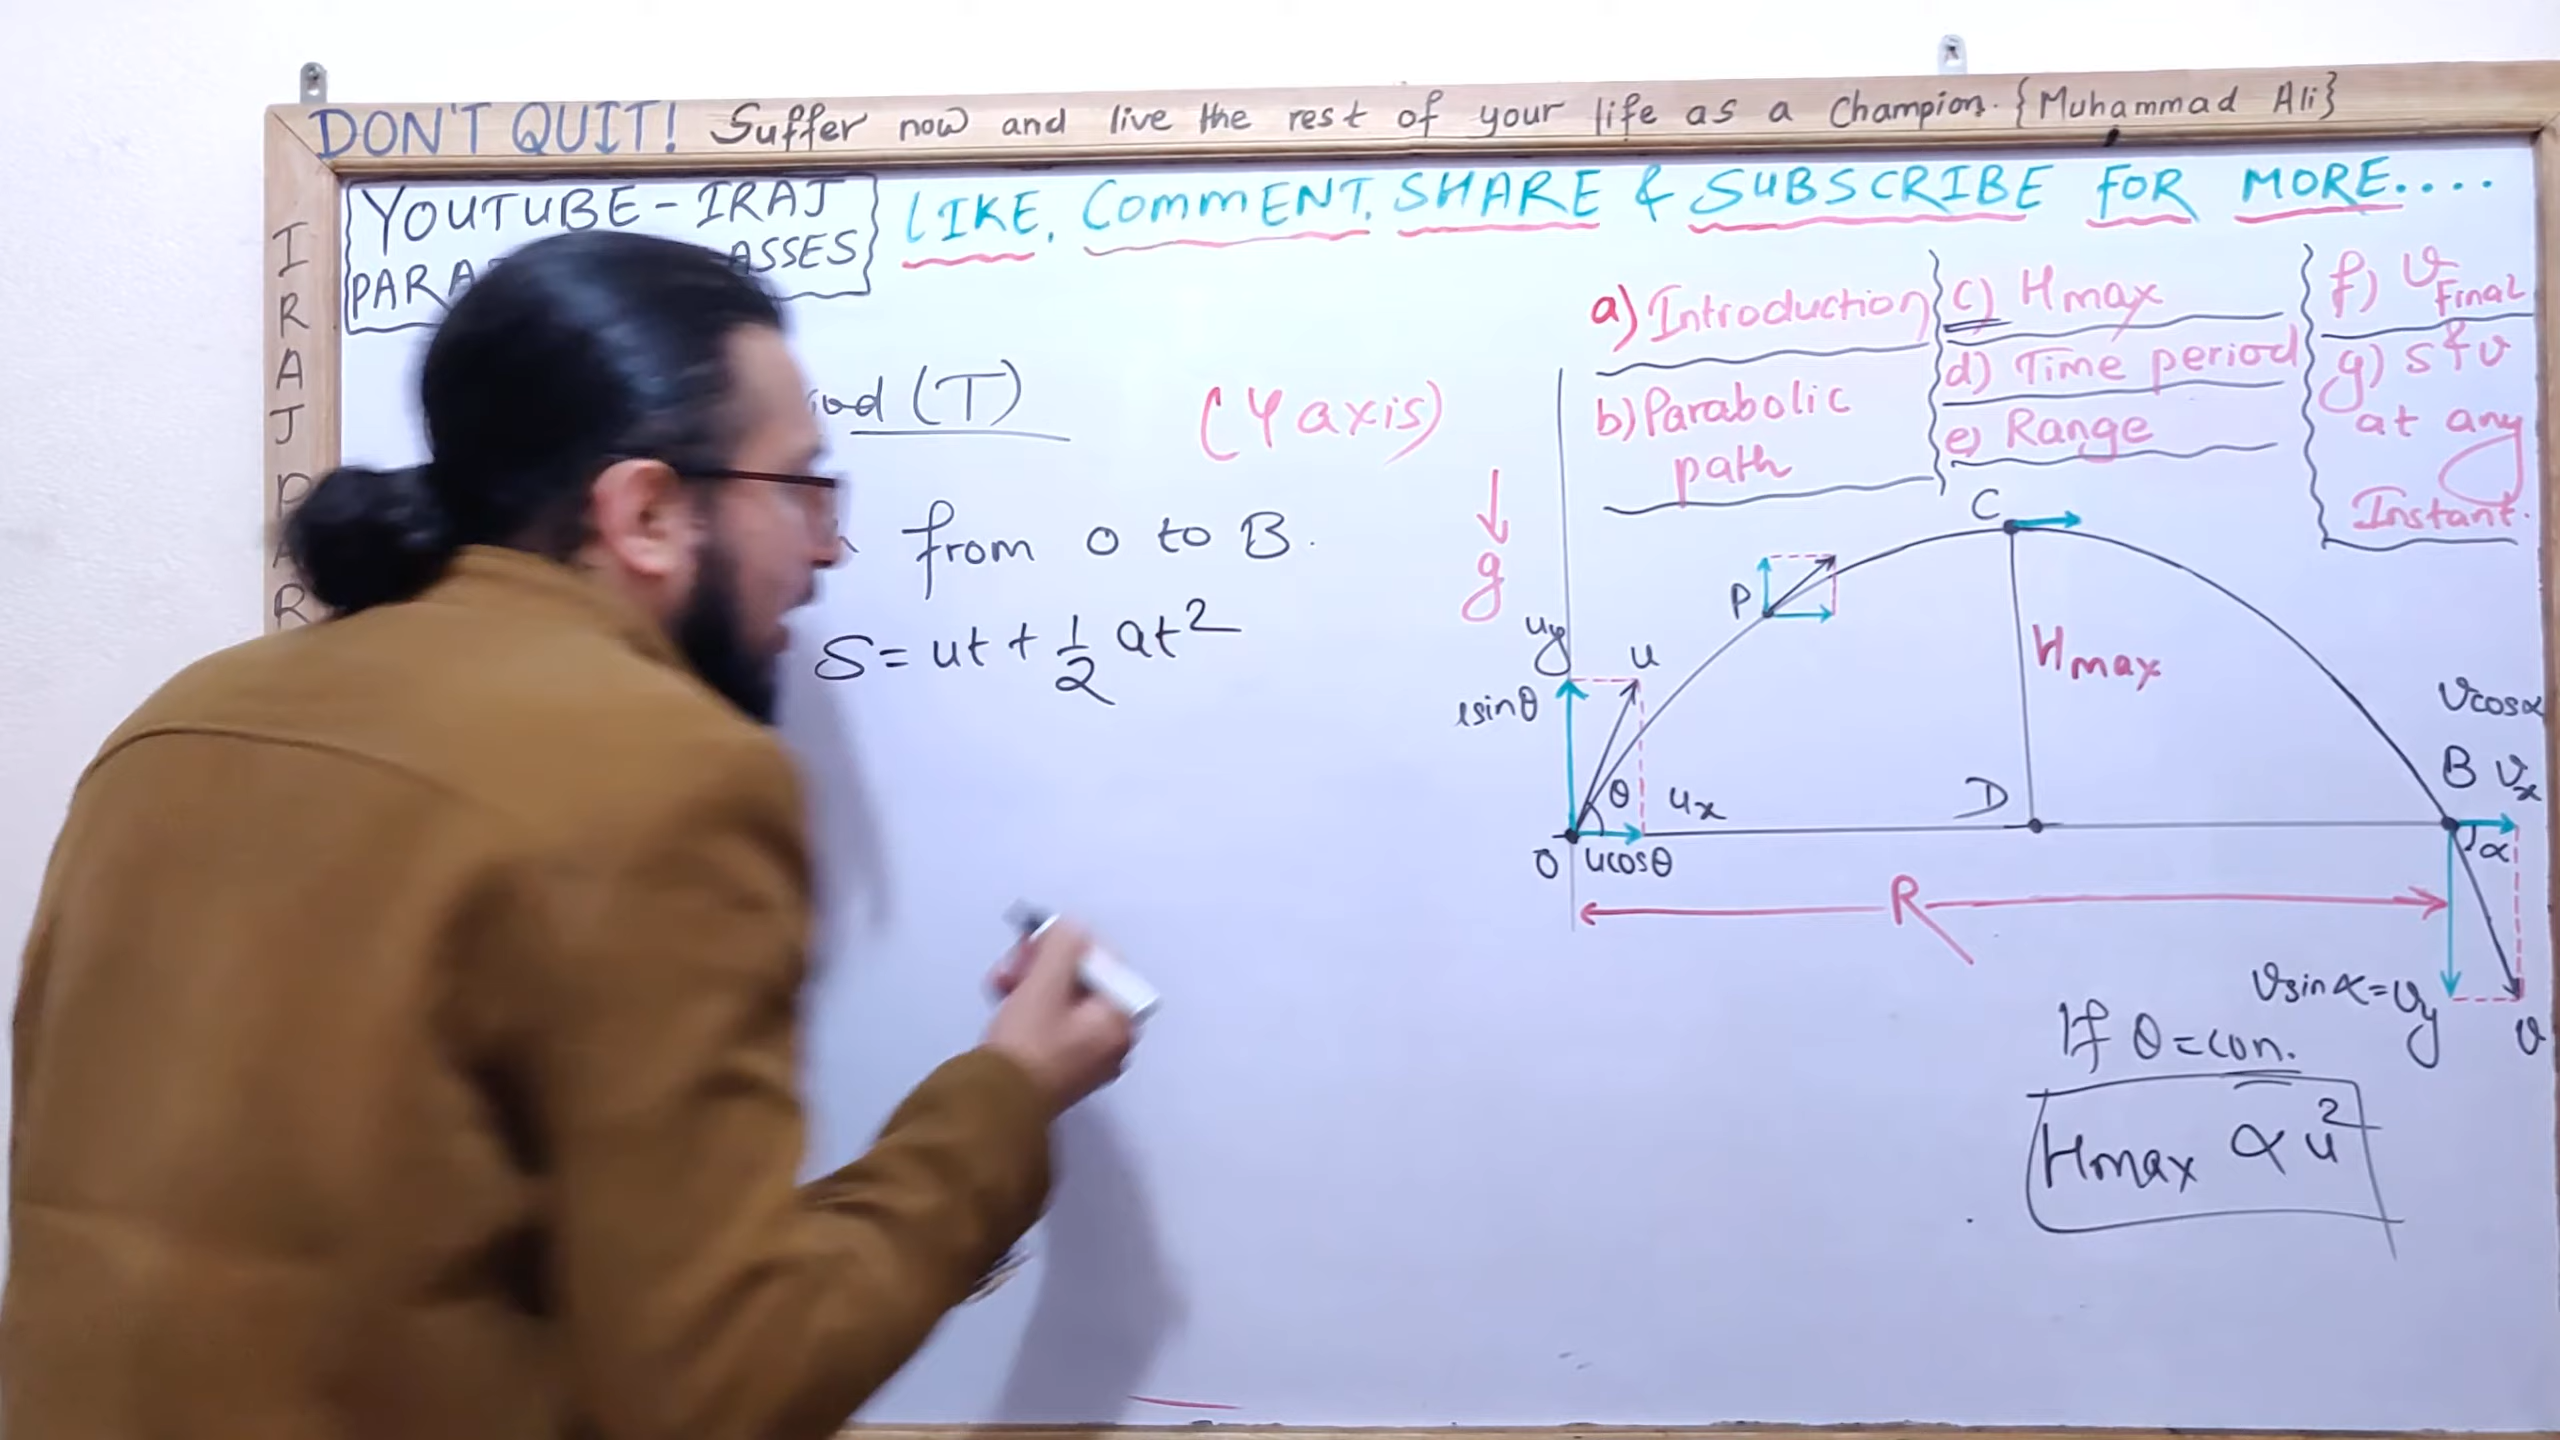 DON'T QUIT! Suffer now and live the rest of your life as a Champion. {Muhammad Ali}
I
R
A
J
P
A
R
YOUTUBE - IRAJ
LIKE, COMMENT, SHARE & SUBSCRIBE FOR MORE....
a) Introduction
b) Parabolic
path
c) Hmax
d) Time period
e) Range
f) vFinal
g) s & v
at any
Instant.
(T)
(Y axis)
from O to B.
S = ut + 1/2 at²
↓
g
C
P
uy
u
usinθ
Hmax
θ
ux
D
O
ucosθ
vcosα
B vx
α
R
vsinα = vy
v
If θ = con.
Hmax ∝ u²